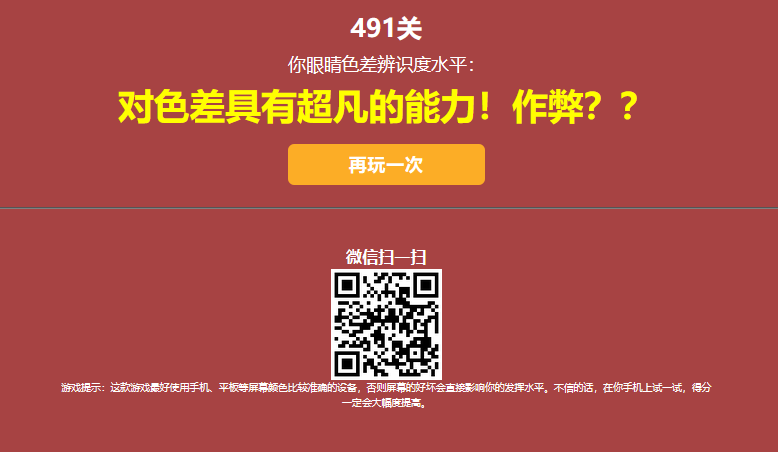 491关
你眼睛色差辨识度水平：
对色差具有超凡的能力！作弊？？
再玩一次
微信扫一扫
游戏提示：这款游戏最好使用手机、平板等屏幕颜色比较准确的设备，否则屏幕的好坏会直接影响你的发挥水平。不信的话，在你手机上试一试，得分
一定会大幅度提高。